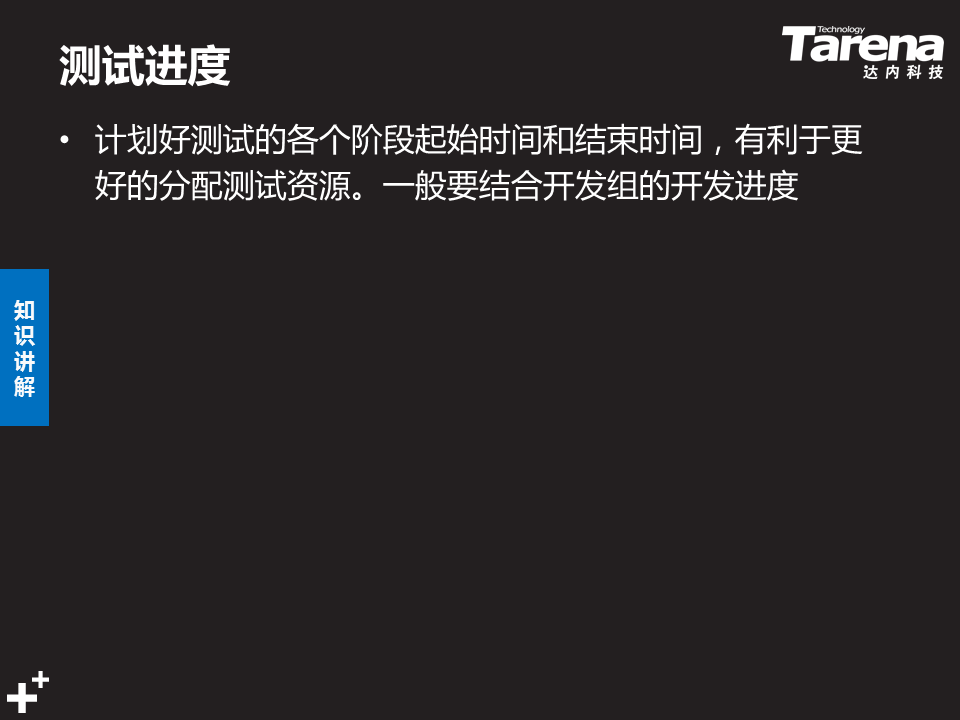 测试进度
Technology
Tarena
达内科技
• 计划好测试的各个阶段起始时间和结束时间，有利于更
好的分配测试资源。一般要结合开发组的开发进度
知
识
讲
解